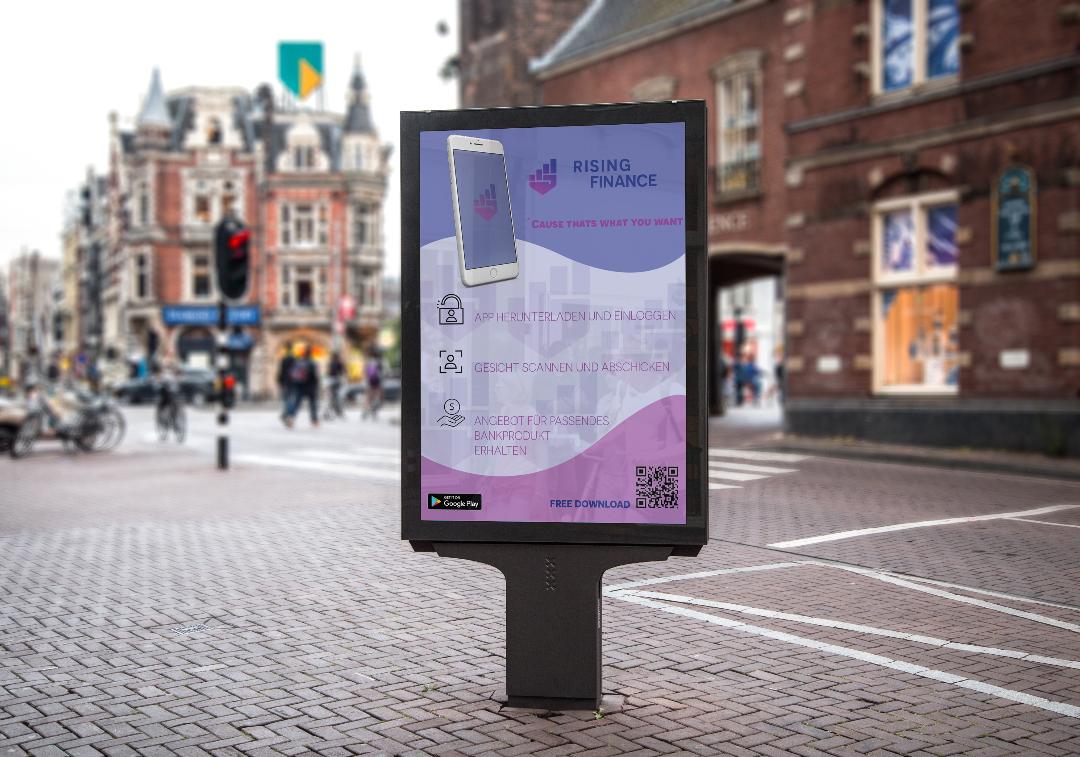 RISING
FINANCE
'CAUSE THATS WHAT YOU WANT
APP HERUNTERLADEN UND EINLOGGEN
GESICHT SCANNEN UND ABSCHICKEN
ANGEBOT FÜR PASSENDES
BANKPRODUKT
ERHALTEN
GET IT ON
Google Play
FREE DOWNLOAD